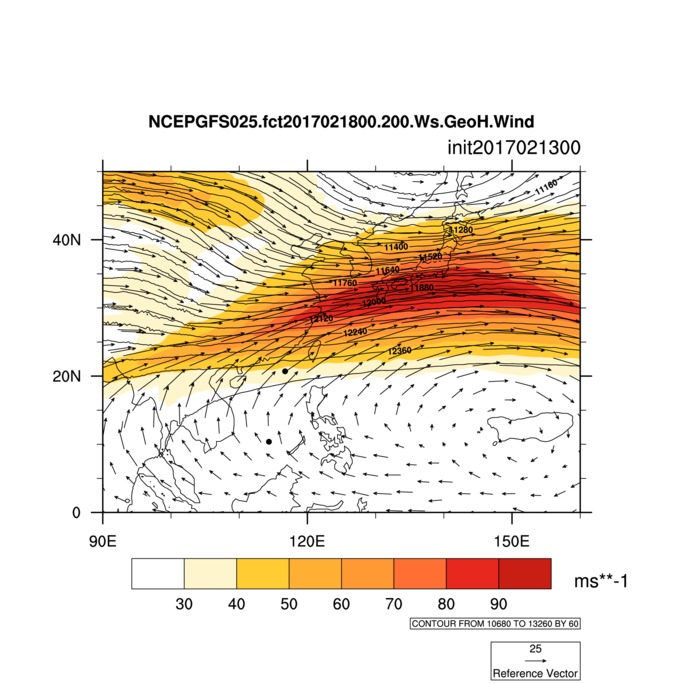 NCEPGFS025.fct2017021800.200.Ws.GeoH.Wind
init2017021300
11160
11280
40N
11400
11520
11640
11760
11880
12000
12120
12240
12360
20N
0
90E 120E 150E
30 40 50 60 70 80 90
ms**-1
CONTOUR FROM 10680 TO 13260 BY 60
25
Reference Vector